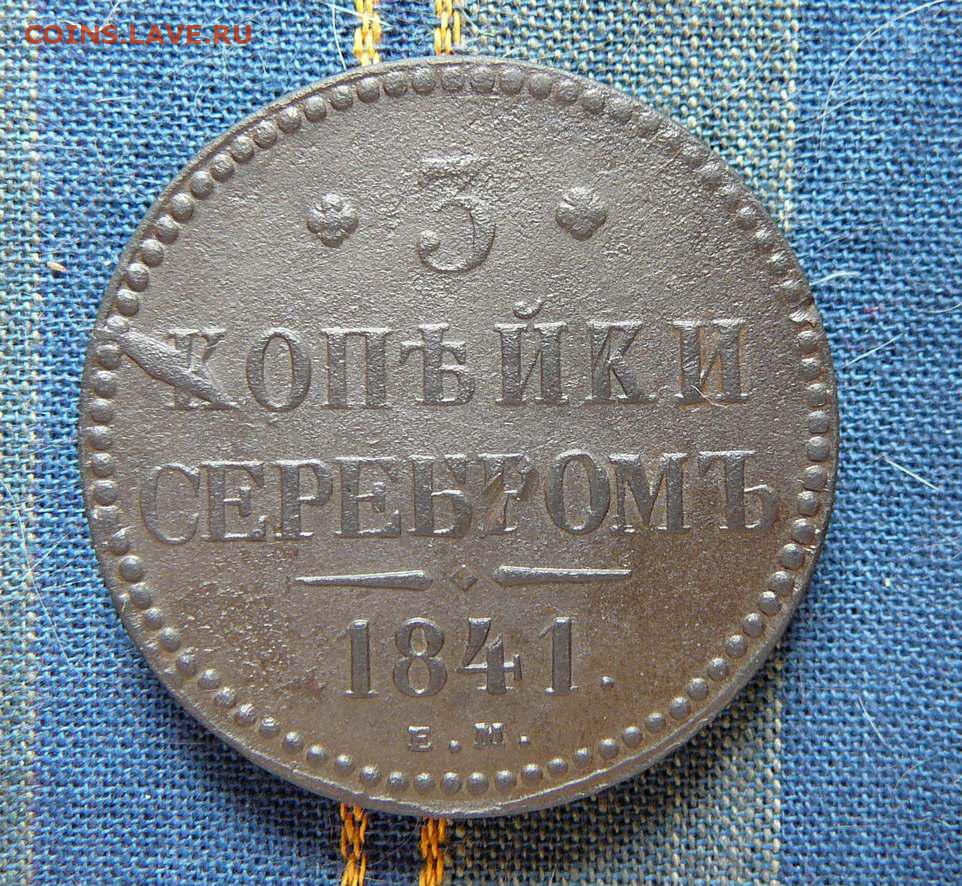 COINS.LAVE.RU
3
КОПѢЙКИ
СЕРЕБРОМЪ
1841.
Е.М.